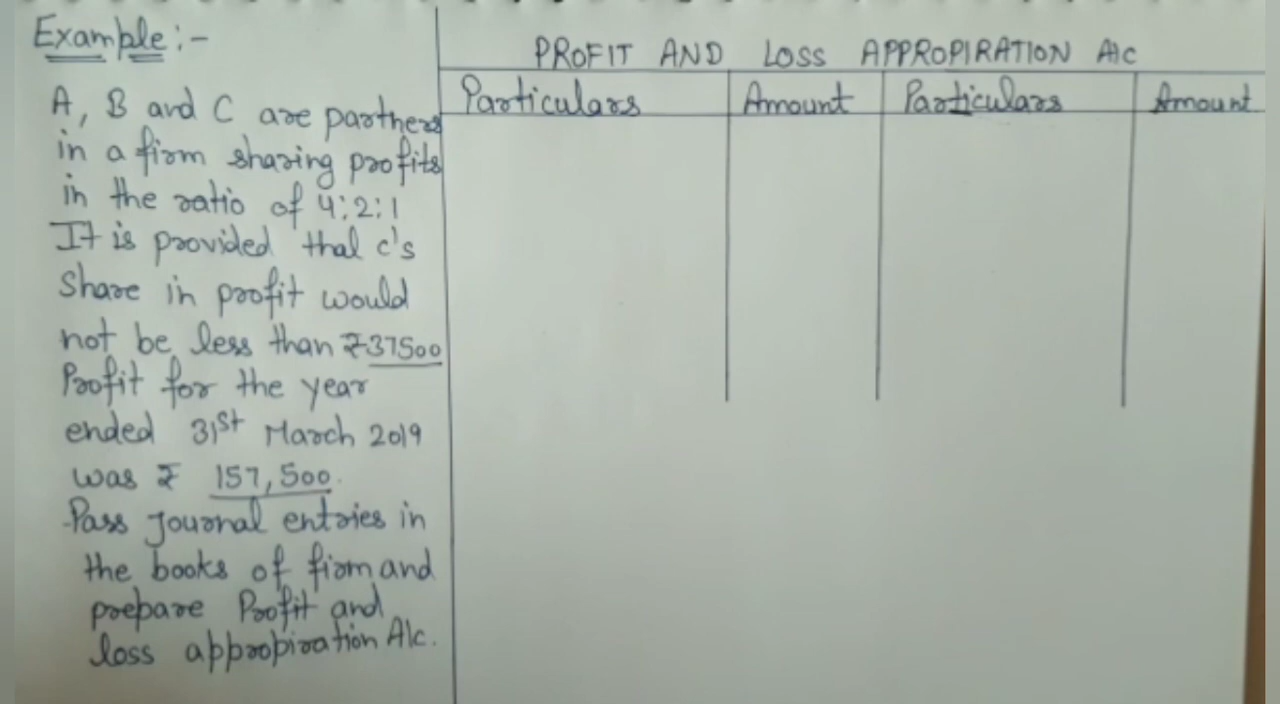 Example:-
A, B and C are partners
in a firm sharing profits
in the ratio of 4:2:1
It is provided that c's
Share in profit would
not be less than ₹37500
Profit for the year
ended 31st March 2019
was ₹ 157,500.
Pass Journal entries in
the books of firm and
prepare Profit and
loss appropiration A/c.
PROFIT AND LOSS APPROPIRATION A/c
Particulars Amount Particulars Amount